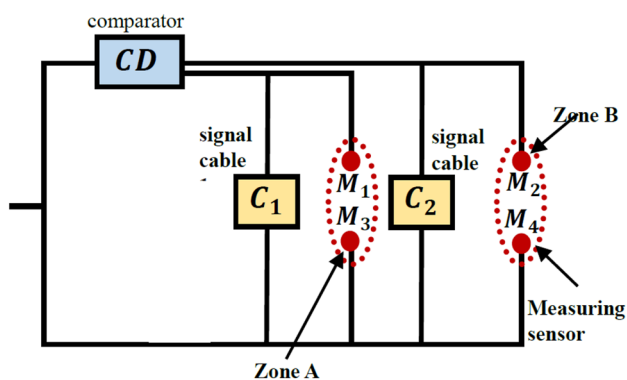 comparator
CD
Zone B
signal
cable
signal
cable
C1
M1
M3
C2
M2
M4
Measuring
sensor
Zone A